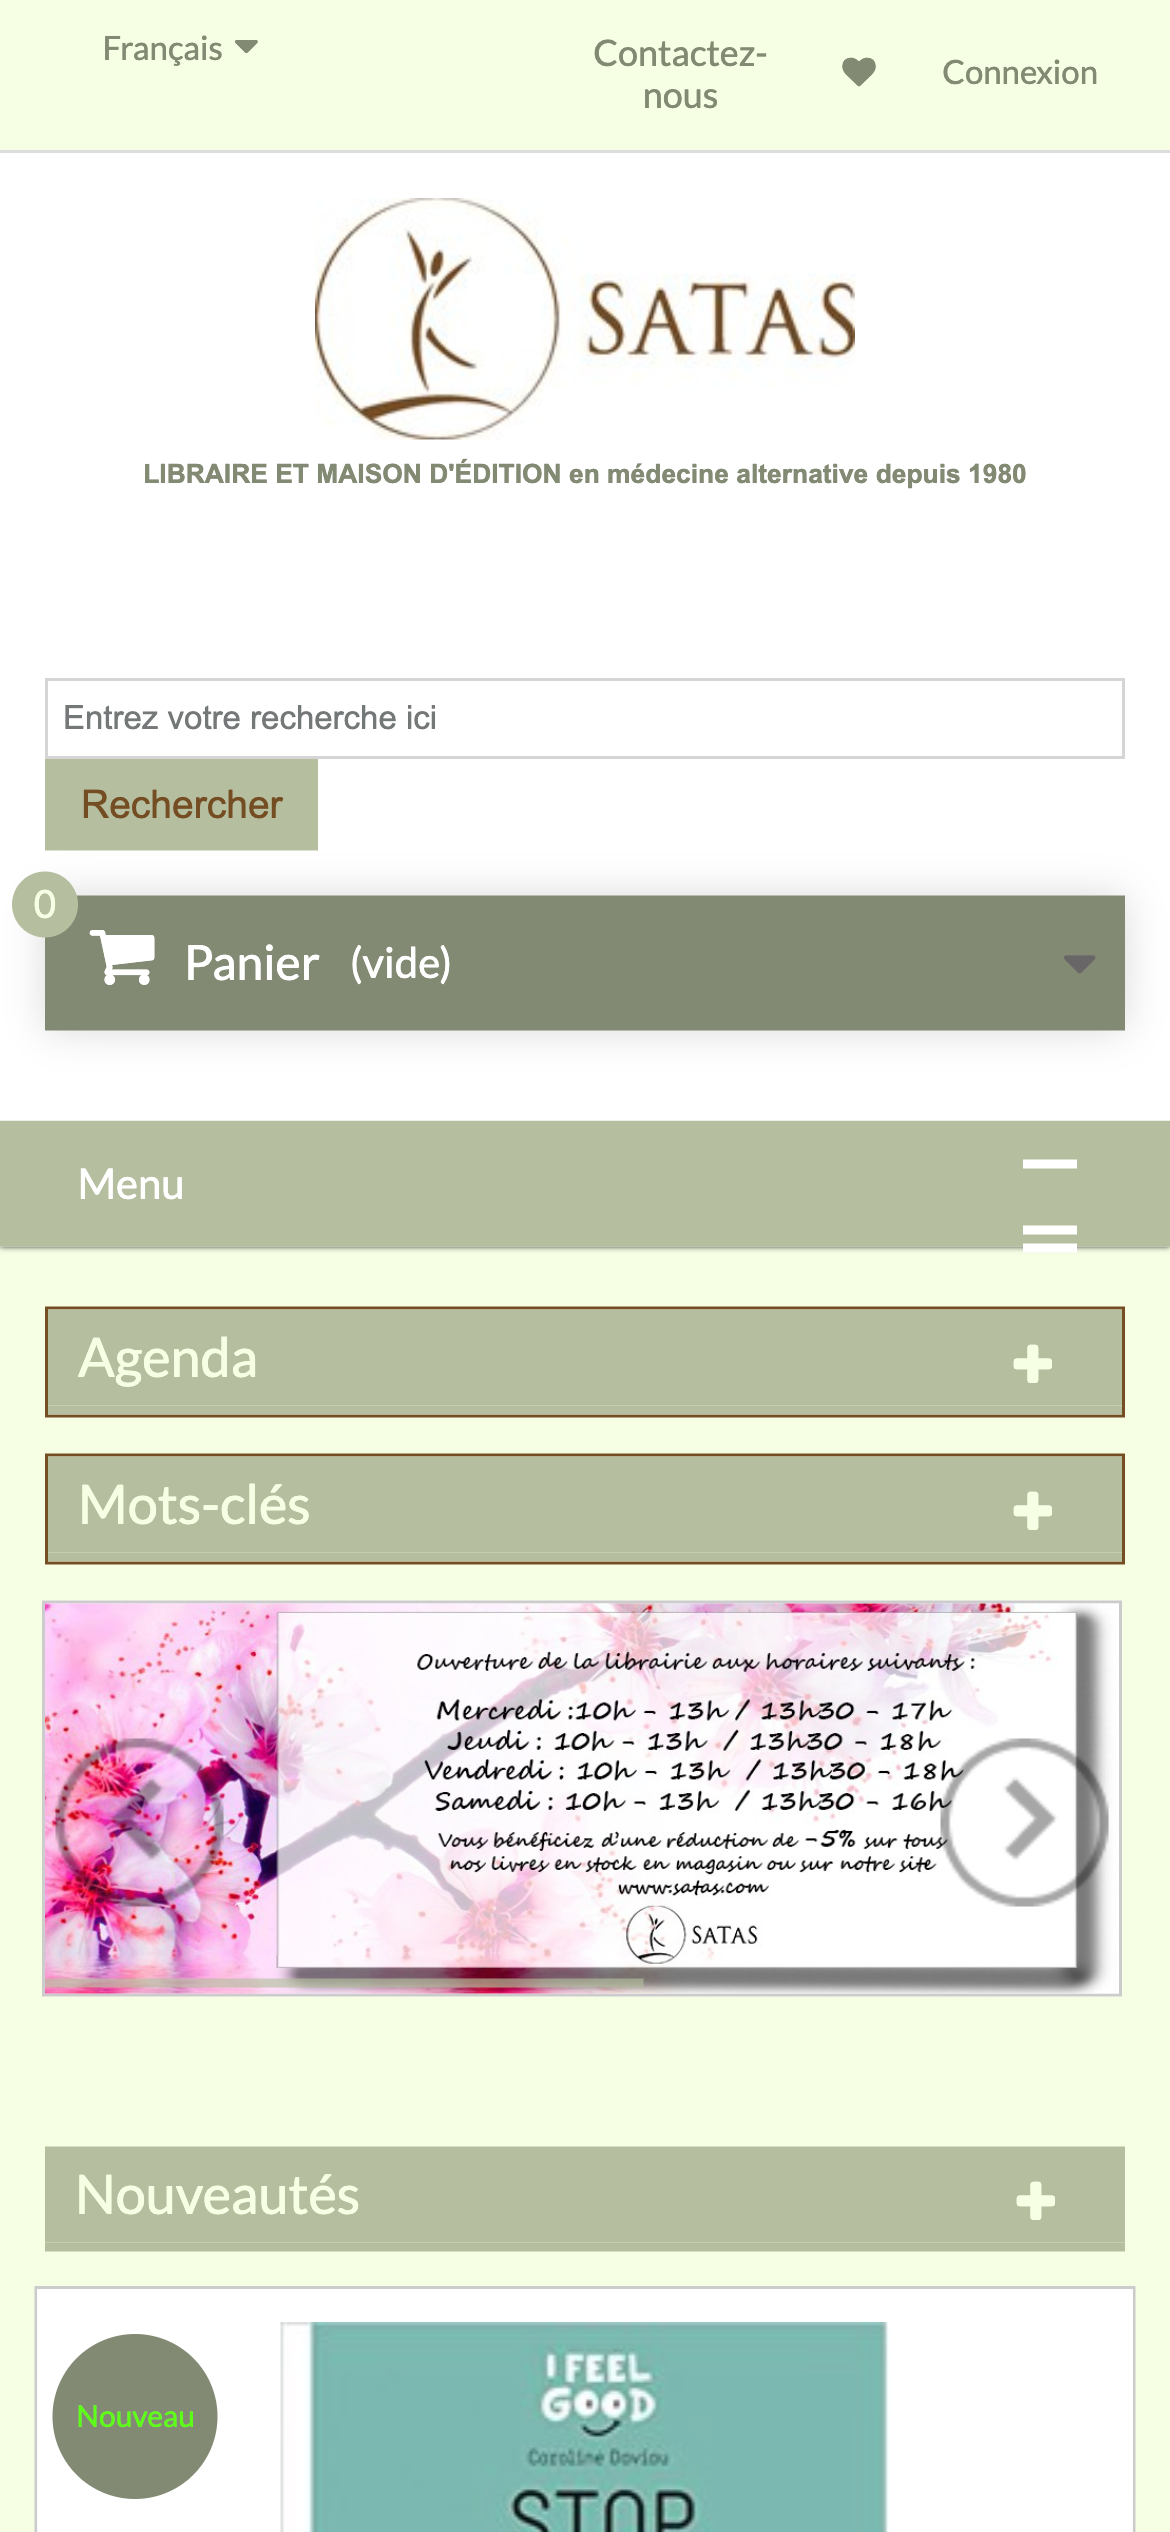 Français
Contactez-
nous
Connexion
SATAS
LIBRAIRE ET MAISON D'ÉDITION en médecine alternative depuis 1980
Entrez votre recherche ici
Rechercher
0
Panier (vide)
Menu
Agenda
Mots-clés
Ouverture de la librairie aux horaires suivants :
Mercredi :10h - 13h / 13h30 - 17h
Jeudi : 10h - 13h / 13h30 - 18h
Vendredi : 10h - 13h / 13h30 - 18h
Samedi : 10h - 13h / 13h30 - 16h
Vous bénéficiez d'une réduction de -5% sur tous
nos livres en stock en magasin ou sur notre site
www.satas.com
SATAS
Nouveautés
Nouveau
I FEEL
GOOD
Caroline Daviau
STOP